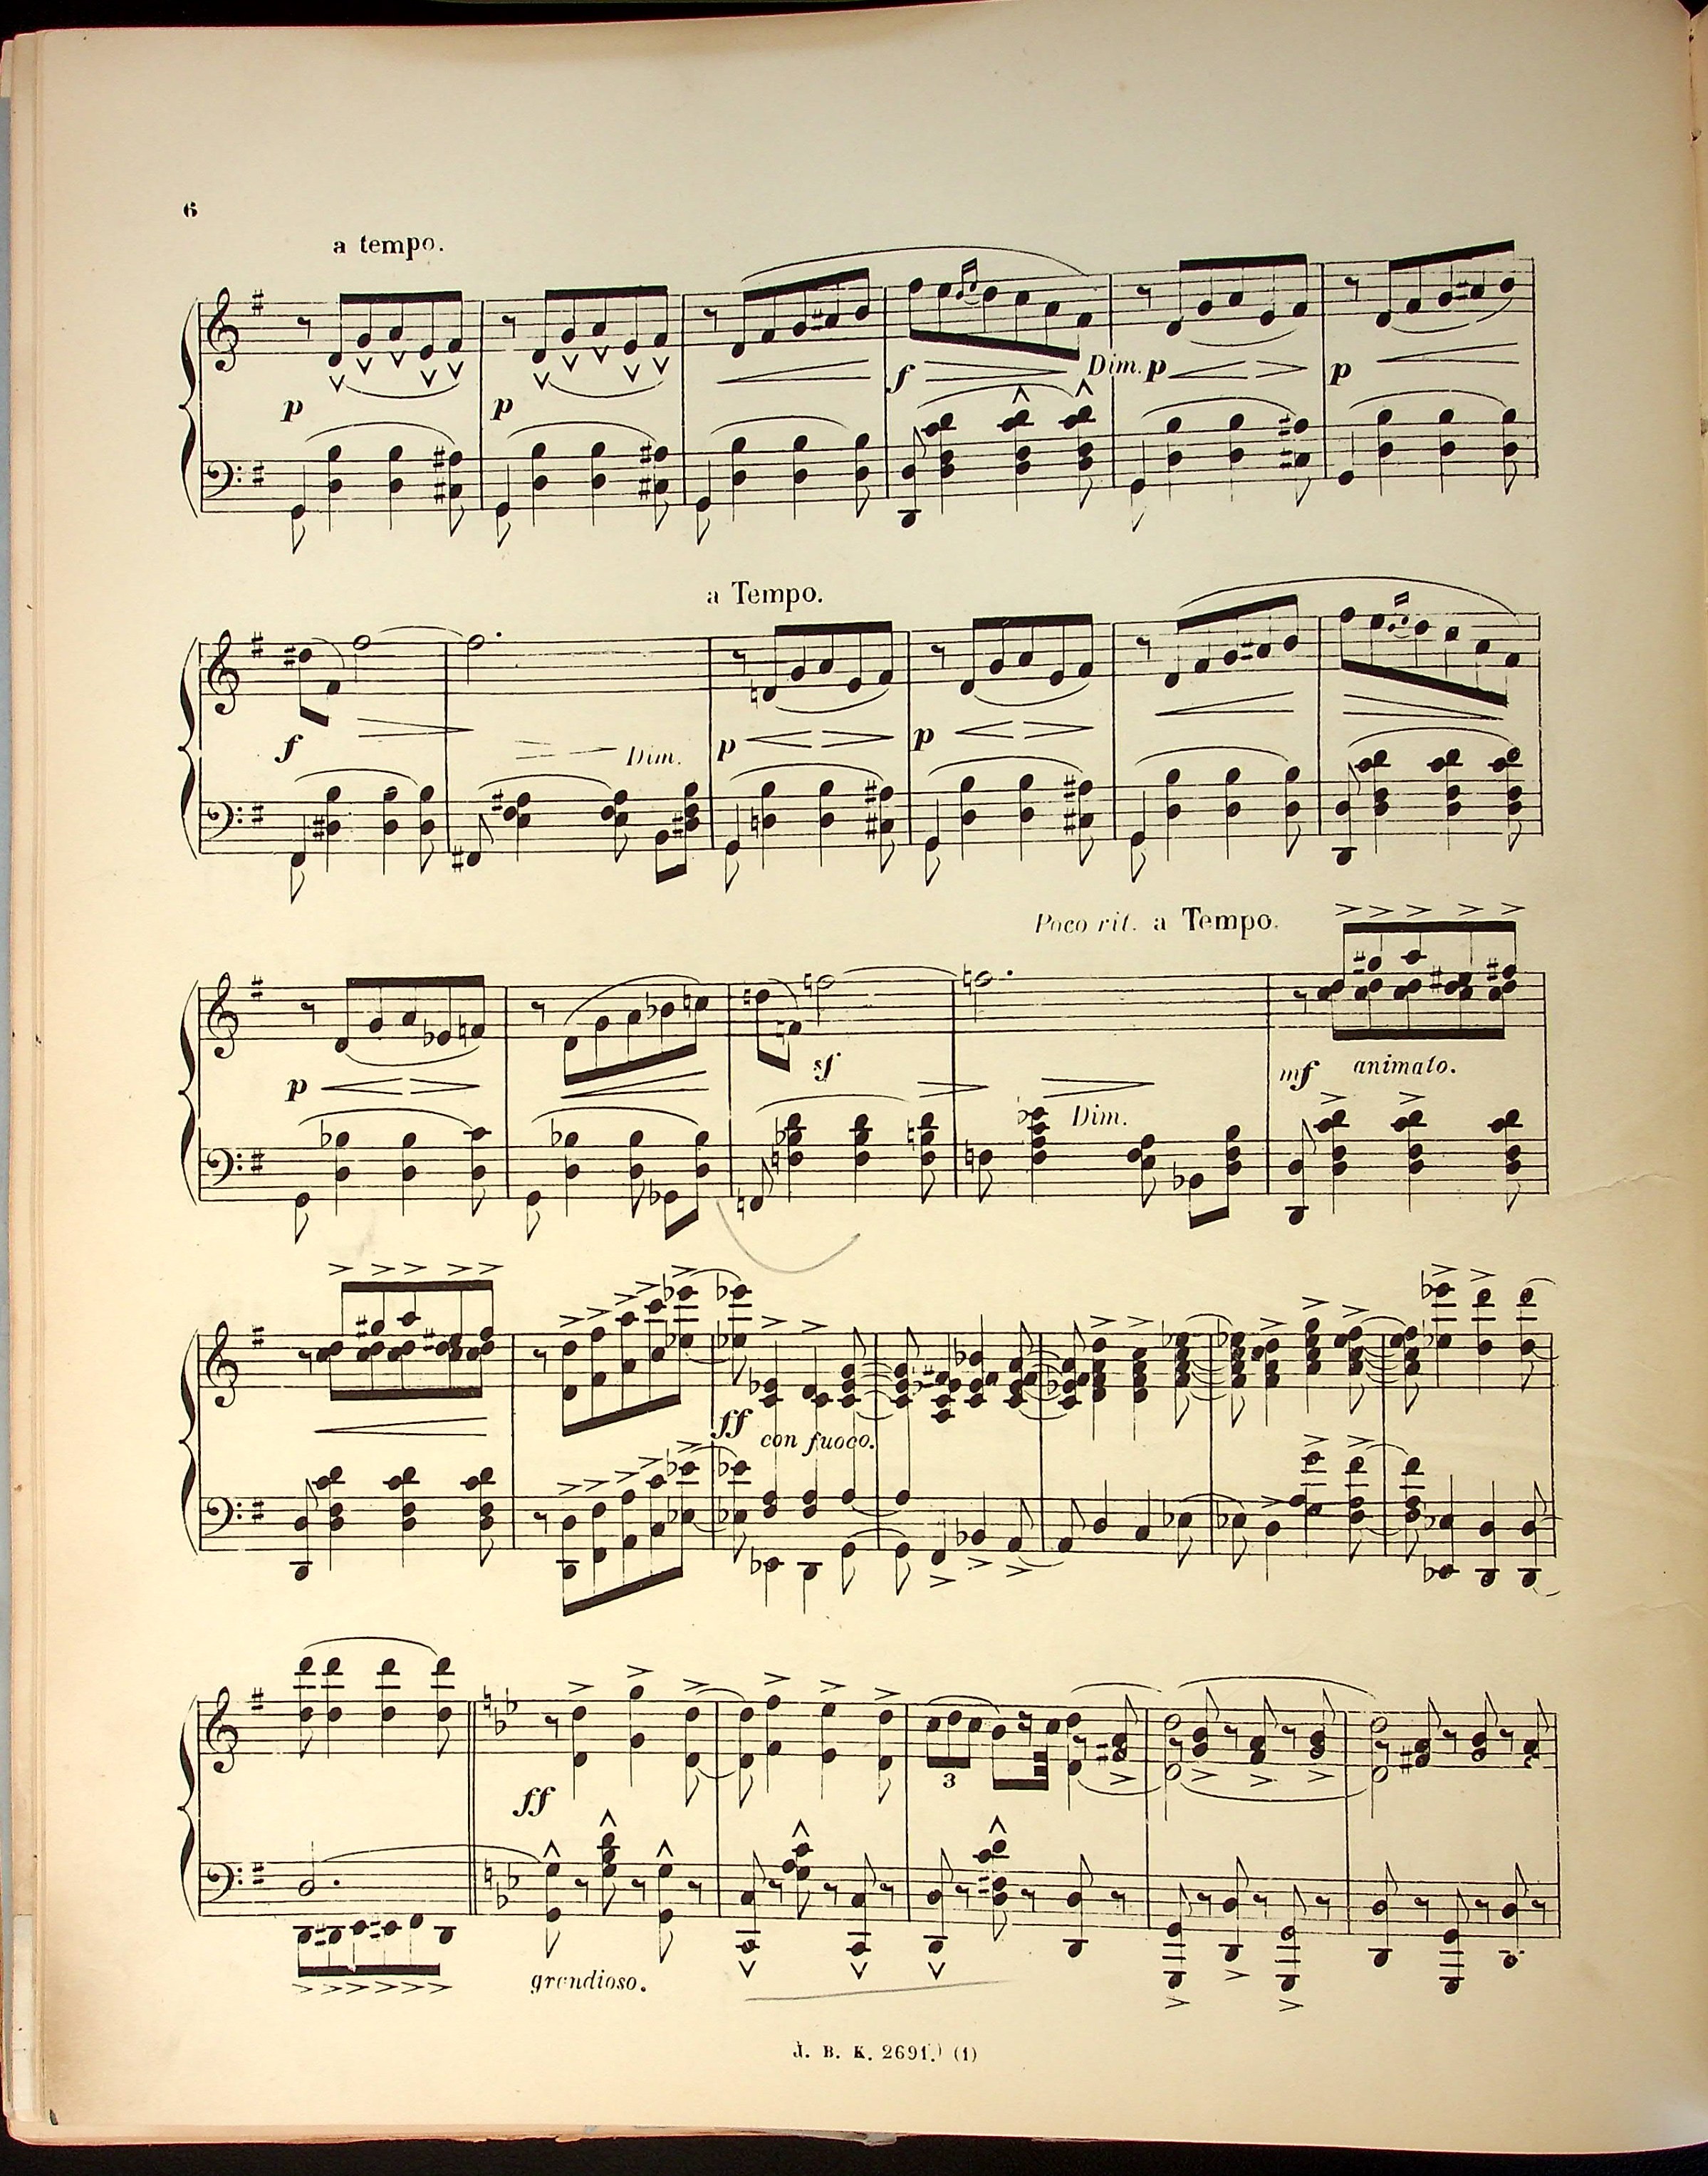 6
a tempo.
p p f Dim. p p
a Tempo.
f Dim. p p
Poco rit. a Tempo.
p sf Dim. mf animato.
ff con fuoco.
ff
3
grandioso.
J. B. K. 2691. (1)